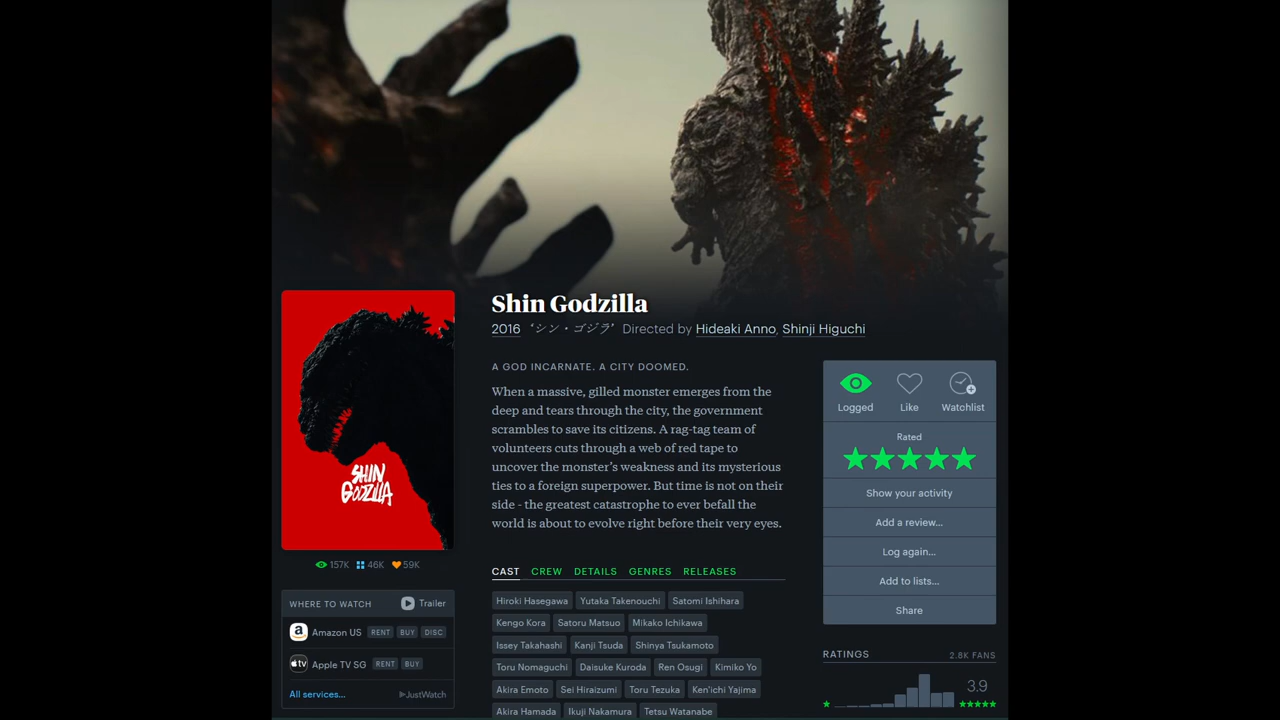 Shin Godzilla
2016 ‘シン・ゴジラ’ Directed by Hideaki Anno, Shinji Higuchi
A GOD INCARNATE. A CITY DOOMED.
When a massive, gilled monster emerges from the
deep and tears through the city, the government
scrambles to save its citizens. A rag-tag team of
volunteers cuts through a web of red tape to
uncover the monster’s weakness and its mysterious
ties to a foreign superpower. But time is not on their
side - the greatest catastrophe to ever befall the
world is about to evolve right before their very eyes.
SHIN
GODZILLA
157K 46K 59K
WHERE TO WATCH Trailer
Amazon US RENT BUY DISC
Apple TV SG RENT BUY
All services... JustWatch
CAST CREW DETAILS GENRES RELEASES
Hiroki Hasegawa Yutaka Takenouchi Satomi Ishihara
Kengo Kora Satoru Matsuo Mikako Ichikawa
Issey Takahashi Kanji Tsuda Shinya Tsukamoto
Toru Nomaguchi Daisuke Kuroda Ren Osugi Kimiko Yo
Akira Emoto Sei Hiraizumi Toru Tezuka Ken'ichi Yajima
Akira Hamada Ikuji Nakamura Tetsu Watanabe
Logged Like Watchlist
Rated
Show your activity
Add a review...
Log again...
Add to lists...
Share
RATINGS 2.8K FANS
3.9